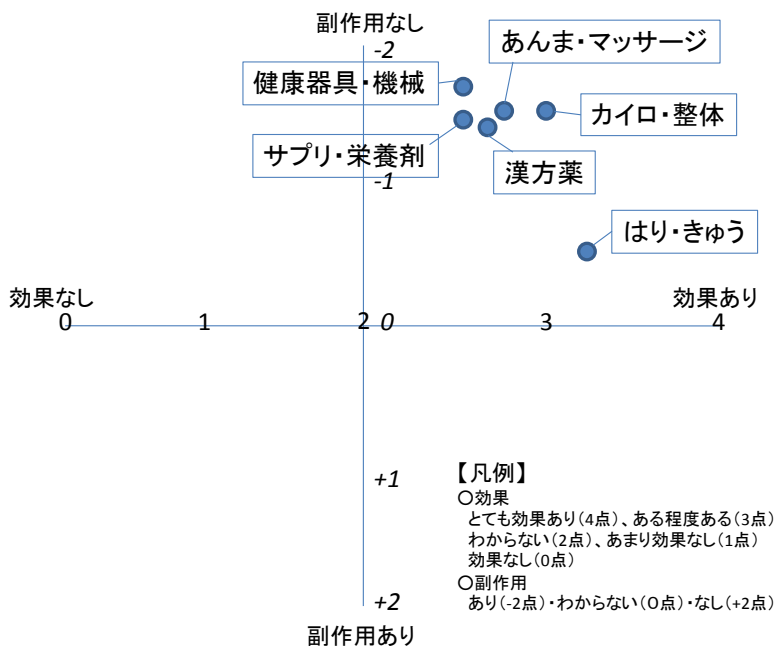 副作用なし
-2
あんま・マッサージ
健康器具・機械
カイロ・整体
サプリ・栄養剤
-1
漢方薬
はり・きゅう
効果なし
効果あり
0
1
2
0
3
4
+1
【凡例】
○効果
とても効果あり(4点)、ある程度ある(3点)
わからない(2点)、あまり効果なし(1点)
効果なし(0点)
○副作用
あり(-2点)・わからない(0点)・なし(+2点)
+2
副作用あり